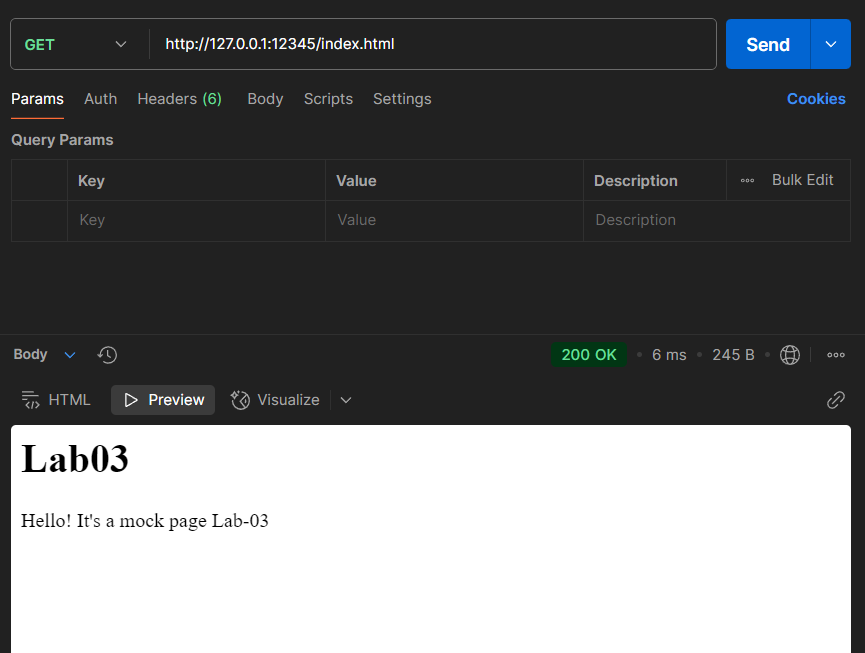 GET http://127.0.0.1:12345/index.html Send
Params Auth Headers (6) Body Scripts Settings Cookies
Query Params
Key Value Description Bulk Edit
Key Value Description
Body 200 OK • 6 ms • 245 B •
HTML Preview Visualize
Lab03
Hello! It's a mock page Lab-03